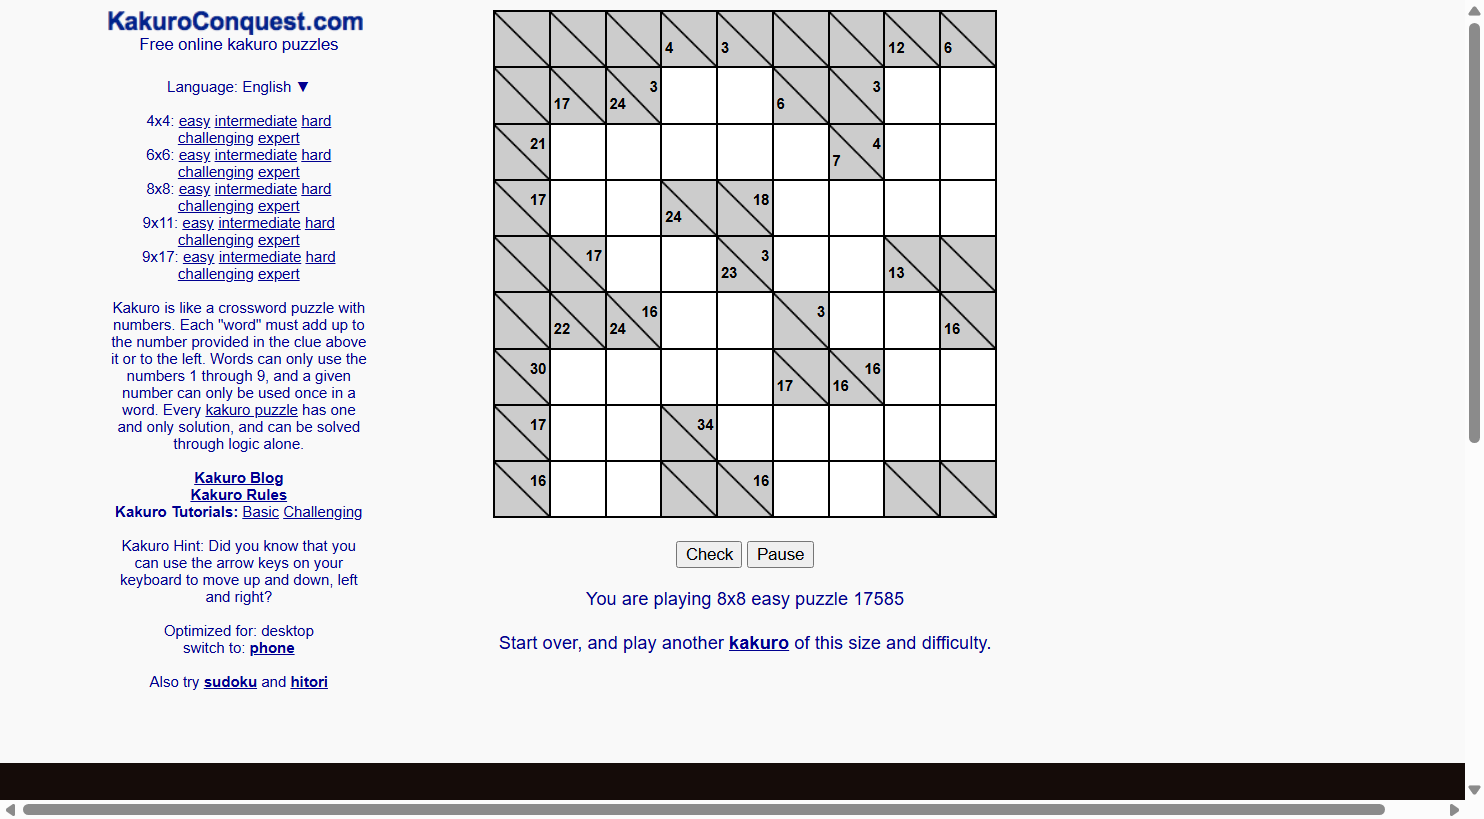 KakuroConquest.com
Free online kakuro puzzles
Language: English ▼
4x4: easy intermediate hard
challenging expert
6x6: easy intermediate hard
challenging expert
8x8: easy intermediate hard
challenging expert
9x11: easy intermediate hard
challenging expert
9x17: easy intermediate hard
challenging expert
Kakuro is like a crossword puzzle with
numbers. Each "word" must add up to
the number provided in the clue above
it or to the left. Words can only use the
numbers 1 through 9, and a given
number can only be used once in a
word. Every kakuro puzzle has one
and only solution, and can be solved
through logic alone.
Kakuro Blog
Kakuro Rules
Kakuro Tutorials: Basic Challenging
Kakuro Hint: Did you know that you
can use the arrow keys on your
keyboard to move up and down, left
and right?
Optimized for: desktop
switch to: phone
Also try sudoku and hitori
4 3 12 6
3 3
17 24 6
21 4
7
17 18
24
17 3
23 13
16 3
22 24 16
30 16
17 16
17 34
16 16
Check Pause
You are playing 8x8 easy puzzle 17585
Start over, and play another kakuro of this size and difficulty.